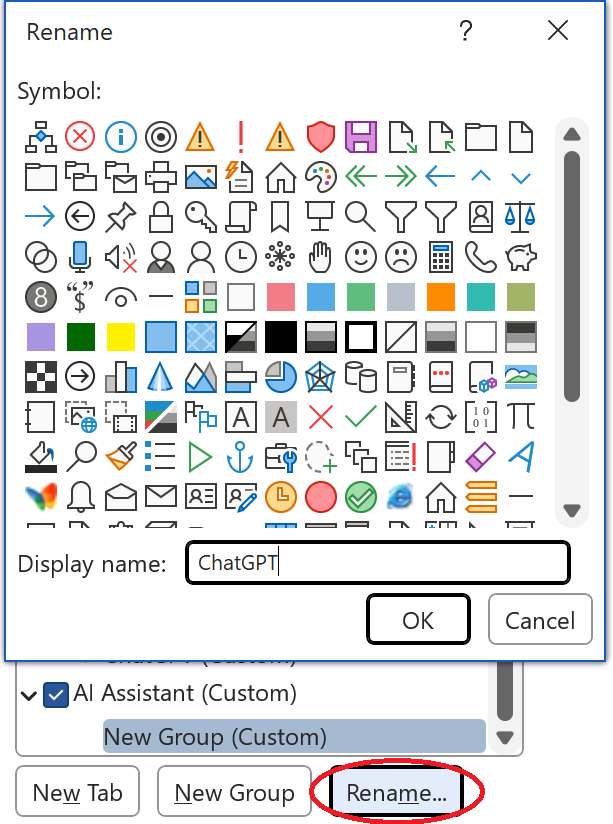 Rename ?
Symbol:
Display name: ChatGPT
OK Cancel
ChatGPT (Custom)
AI Assistant (Custom)
New Group (Custom)
New Tab New Group Rename...